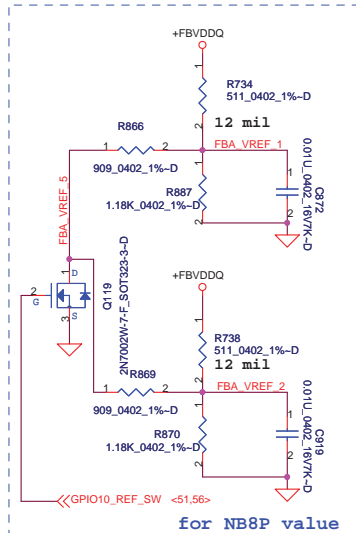 +FBVDDQ
1
R734
511_0402_1%~D
2
12 mil
R866
1
2
909_0402_1%~D
FBA_VREF_1
FBA_VREF_5
1
R887
1.18K_0402_1%~D
2
1
C872
0.01U_0402_16V7K~D
2
1
D
2
G
S
3
Q119
2N7002W-7-F_SOT323-3~D
+FBVDDQ
1
R738
511_0402_1%~D
2
12 mil
R869
1
2
909_0402_1%~D
FBA_VREF_2
1
R870
1.18K_0402_1%~D
2
1
C919
0.01U_0402_16V7K~D
2
GPIO10_REF_SW <51,56>
for NB8P value